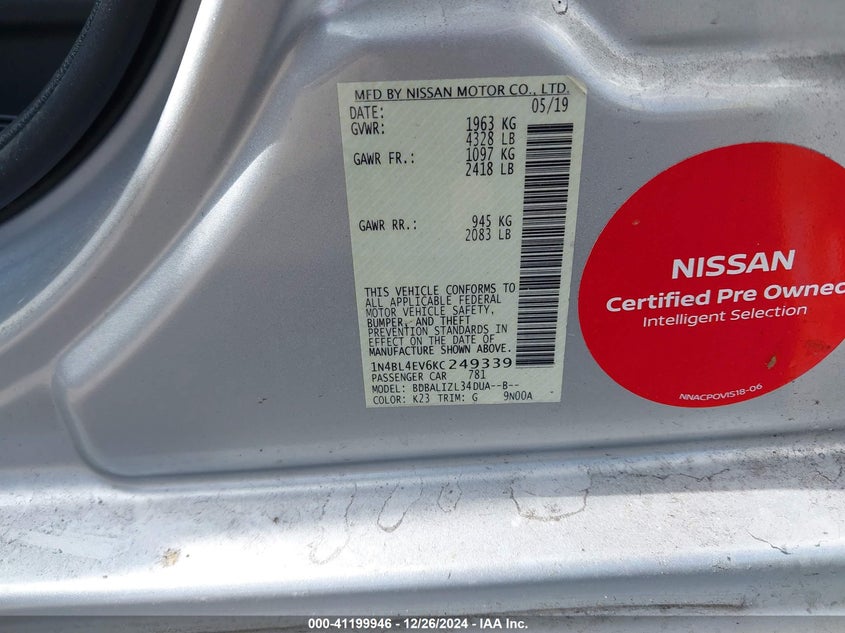 MFD BY NISSAN MOTOR CO., LTD.
DATE: 05/19
GVWR: 1963 KG
4328 LB
GAWR FR.: 1097 KG
2418 LB
GAWR RR.: 945 KG
2083 LB
THIS VEHICLE CONFORMS TO
ALL APPLICABLE FEDERAL
MOTOR VEHICLE SAFETY,
BUMPER, AND THEFT
PREVENTION STANDARDS IN
EFFECT ON THE DATE OF
MANUFACTURE SHOWN ABOVE.
1N4BL4EV6KC249339
PASSENGER CAR 781
MODEL: BDBALIZL34DUA--B--
COLOR: K23 TRIM: G 9N00A
NISSAN
Certified Pre Owned
Intelligent Selection
NNACPOVIS18-06
000-41199946 - 12/26/2024 - IAA Inc.